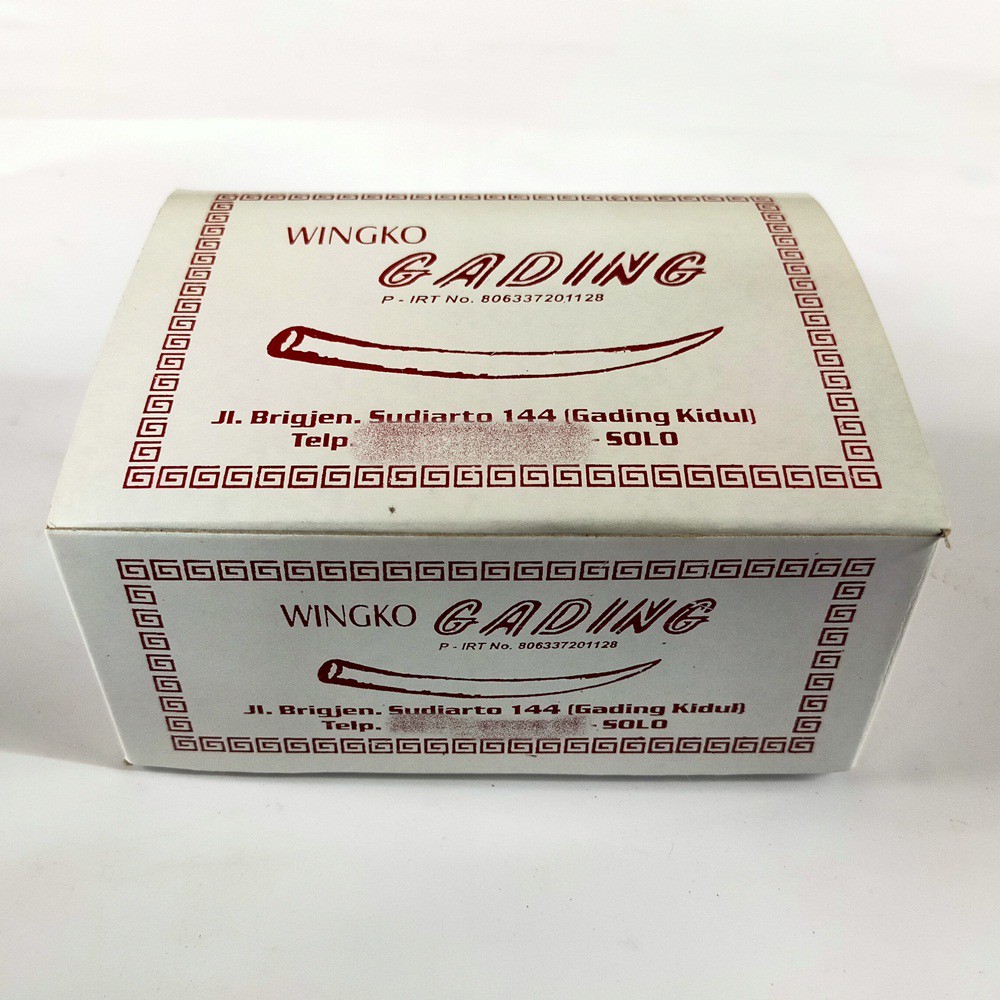 WINGKO
GADING
P - IRT No. 806337201128
Jl. Brigjen. Sudiarto 144 (Gading Kidul)
Telp. - SOLO
WINGKO GADING
P - IRT No. 806337201128
Jl. Brigjen. Sudiarto 144 (Gading Kidul)
Telp. - SOLO